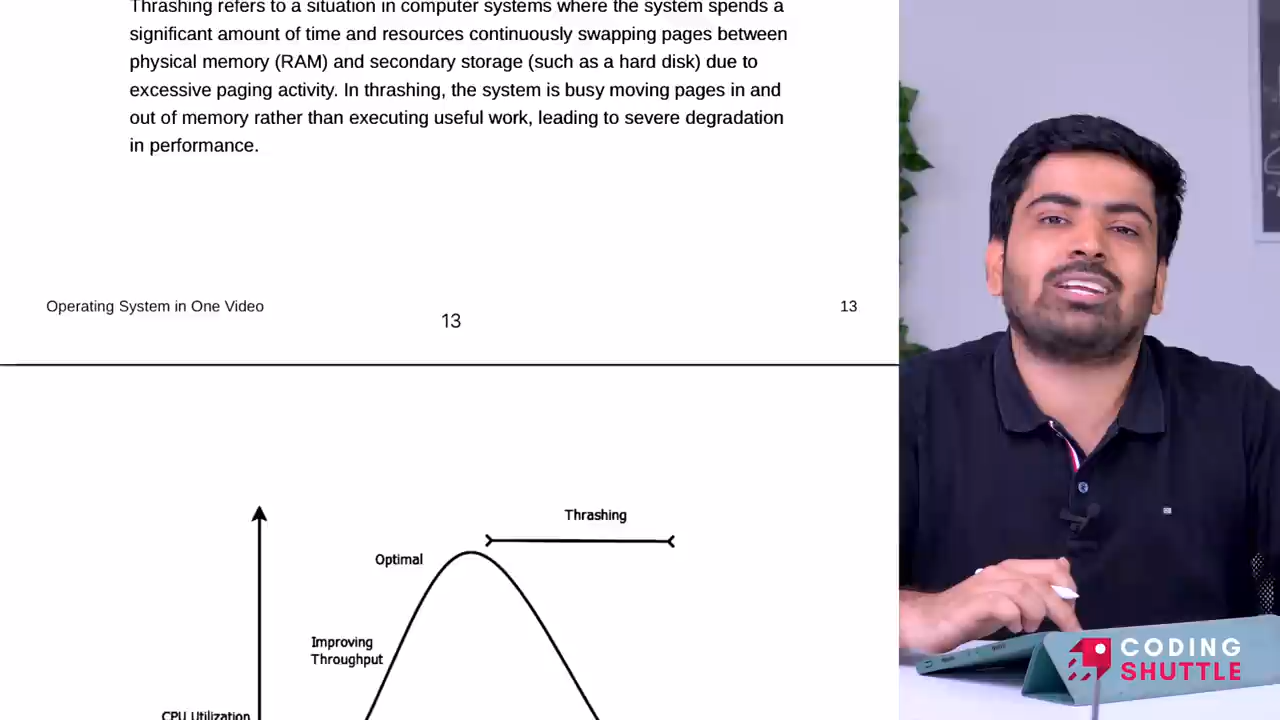 Thrashing refers to a situation in computer systems where the system spends a
significant amount of time and resources continuously swapping pages between
physical memory (RAM) and secondary storage (such as a hard disk) due to
excessive paging activity. In thrashing, the system is busy moving pages in and
out of memory rather than executing useful work, leading to severe degradation
in performance.
Operating System in One Video
13
13
Thrashing
Optimal
Improving
Throughput
CPU Utilization
CODING
SHUTTLE